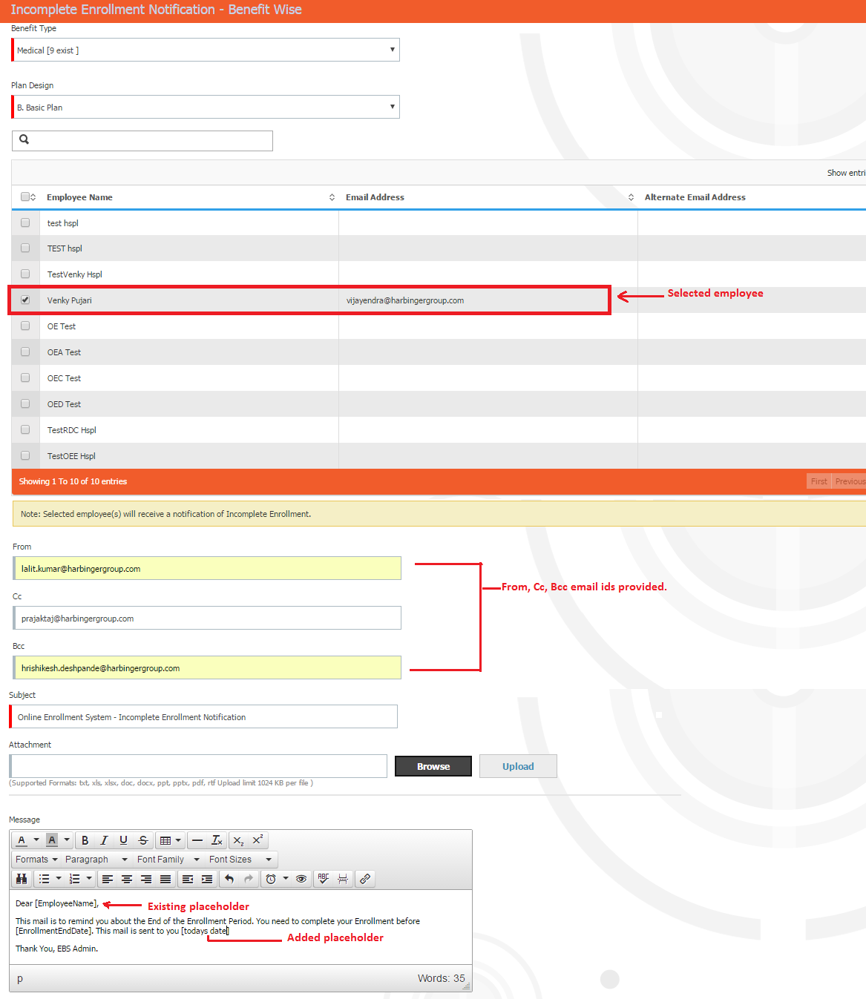 Incomplete Enrollment Notification - Benefit Wise
Benefit Type
Medical [9 exist ]
Plan Design
B. Basic Plan
Show entri
Employee Name Email Address Alternate Email Address
test hspl
TEST hspl
TestVenky Hspl
Venky Pujari vijayendra@harbingergroup.com
Selected employee
OE Test
OEA Test
OEC Test
OED Test
TestRDC Hspl
TestOEE Hspl
Showing 1 To 10 of 10 entries First Previous
Note: Selected employee(s) will receive a notification of Incomplete Enrollment.
From
lalit.kumar@harbingergroup.com
From, Cc, Bcc email ids provided.
Cc
prajaktaj@harbingergroup.com
Bcc
hrishikesh.deshpande@harbingergroup.com
Subject
Online Enrollment System - Incomplete Enrollment Notification
Attachment
Browse Upload
(Supported Formats: txt, xls, xlsx, doc, docx, ppt, pptx, pdf, rtf Upload limit 1024 KB per file )
Message
A A B I U S Ix X2 X2
Formats Paragraph Font Family Font Sizes
ABC
Dear [EmployeeName],
Existing placeholder
This mail is to remind you about the End of the Enrollment Period. You need to complete your Enrollment before
[EnrollmentEndDate]. This mail is sent to you [todays date]
Added placeholder
Thank You, EBS Admin.
p Words: 35